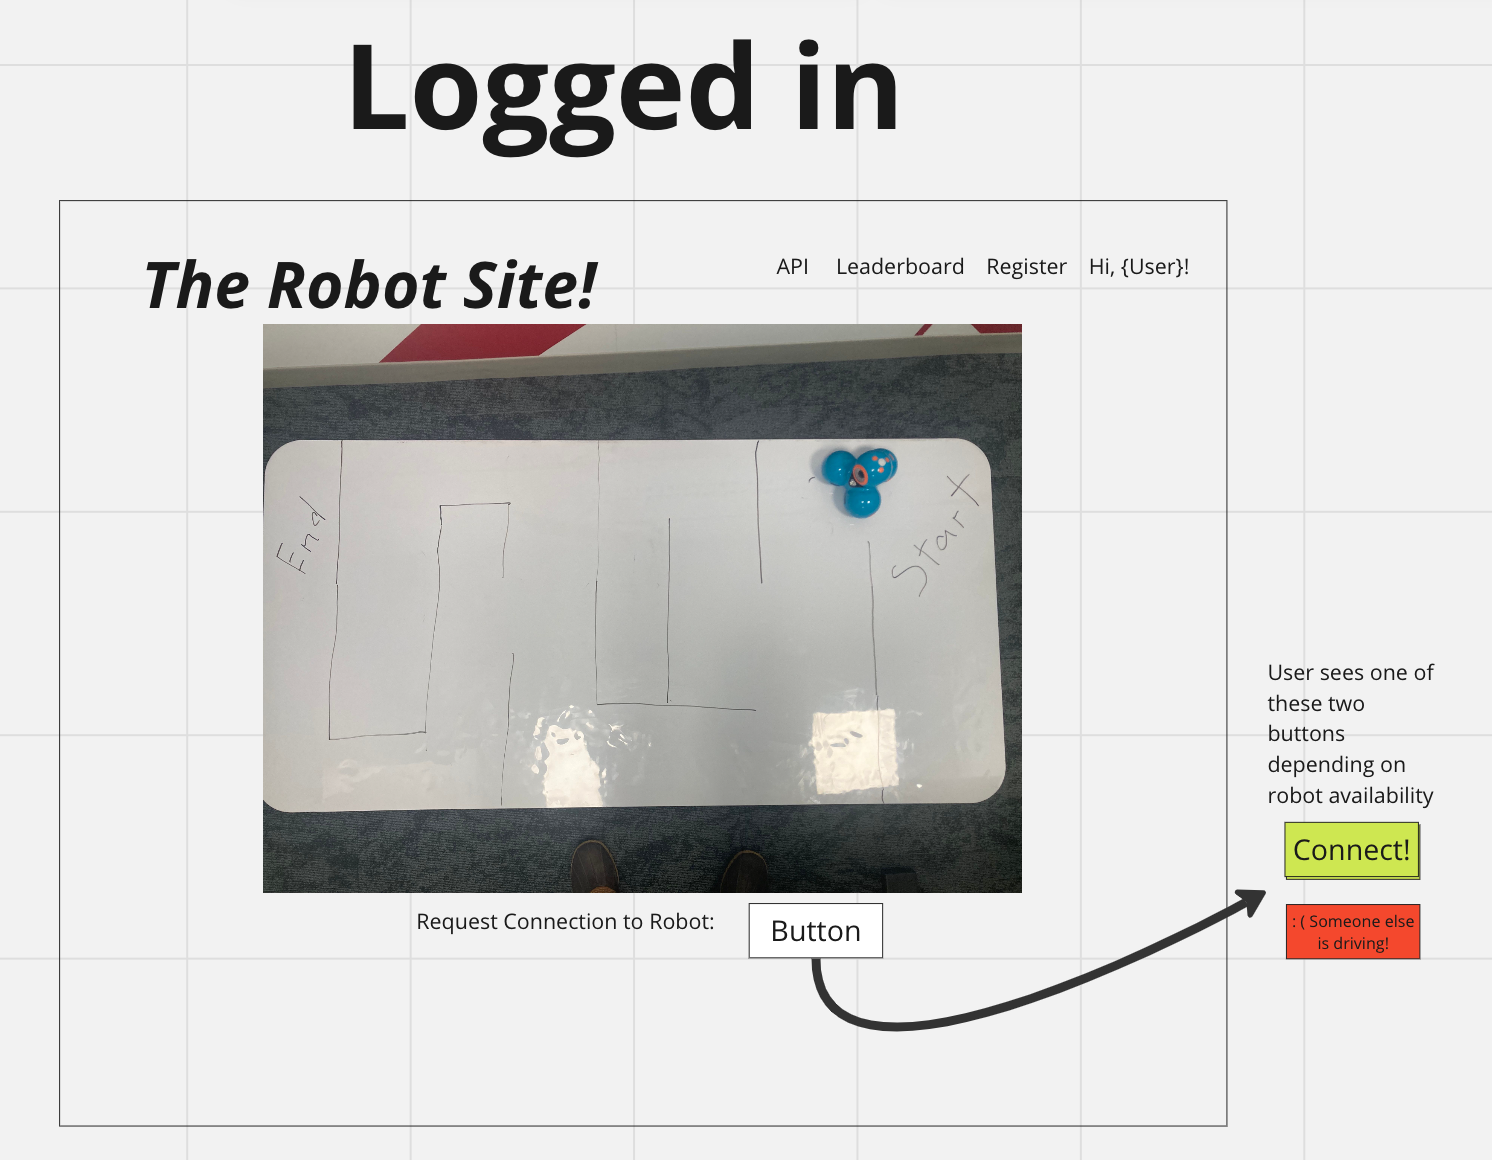 Logged in
The Robot Site!
API Leaderboard Register Hi, {User}!
End
Start
User sees one of
these two
buttons
depending on
robot availability
Connect!
Request Connection to Robot:
Button
: ( Someone else
is driving!